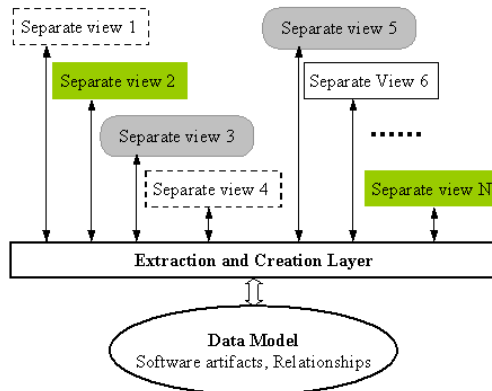 Separate view 1
Separate view 5
Separate view 2
Separate View 6
Separate view 3
......
Separate view 4
Separate view N
Extraction and Creation Layer
Data Model
Software artifacts, Relationships